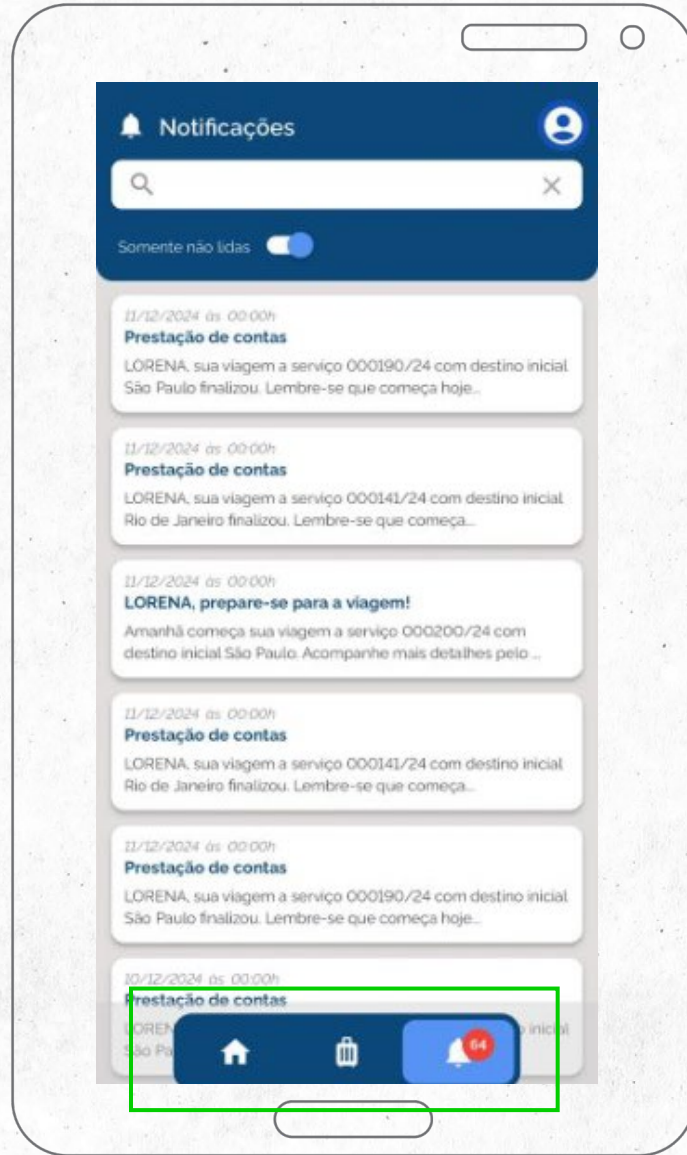 Notificações
Somente não lidas
11/12/2024 às 00:00h
Prestação de contas
LORENA, sua viagem a serviço 000190/24 com destino inicial
São Paulo finalizou. Lembre-se que começa hoje...
11/12/2024 às 00:00h
Prestação de contas
LORENA, sua viagem a serviço 000141/24 com destino inicial
Rio de Janeiro finalizou. Lembre-se que começa...
11/12/2024 às 00:00h
LORENA, prepare-se para a viagem!
Amanhã começa sua viagem a serviço 000200/24 com
destino inicial São Paulo. Acompanhe mais detalhes pelo ...
11/12/2024 às 00:00h
Prestação de contas
LORENA, sua viagem a serviço 000141/24 com destino inicial
Rio de Janeiro finalizou. Lembre-se que começa...
11/12/2024 às 00:00h
Prestação de contas
LORENA, sua viagem a serviço 000190/24 com destino inicial
São Paulo finalizou. Lembre-se que começa hoje...
10/12/2024 às 00:00h
Prestação de contas
inicial
São
64